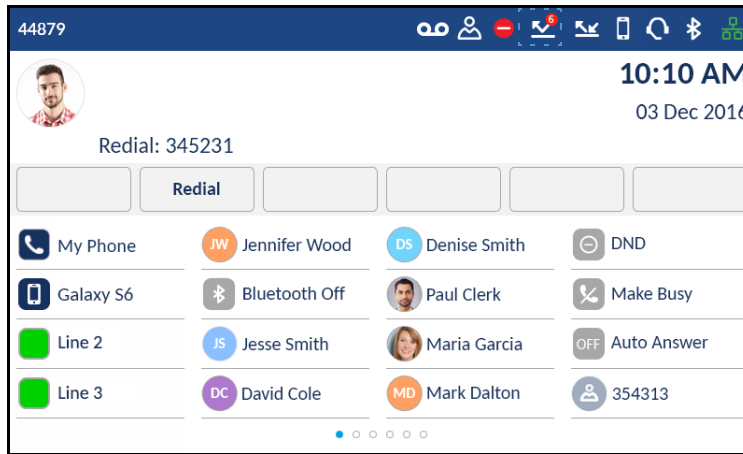 44879
6
10:10 AM
03 Dec 2016
Redial: 345231
Redial
My Phone
JW Jennifer Wood
DS Denise Smith
DND
Galaxy S6
Bluetooth Off
Paul Clerk
Make Busy
Line 2
JS Jesse Smith
Maria Garcia
OFF Auto Answer
Line 3
DC David Cole
MD Mark Dalton
354313